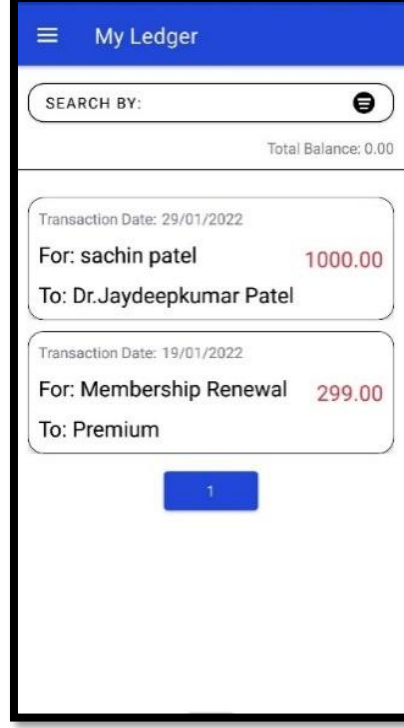 My Ledger
SEARCH BY:
Total Balance: 0.00
Transaction Date: 29/01/2022
For: sachin patel 1000.00
To: Dr.Jaydeepkumar Patel
Transaction Date: 19/01/2022
For: Membership Renewal 299.00
To: Premium
1